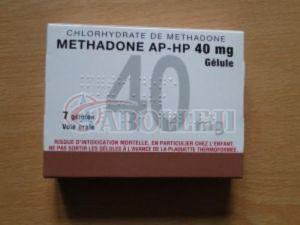 CHLORHYDRATE DE METHADONE
METHADONE AP-HP 40 mg
Gélule
40
mg
7 gélules
Voie orale
RISQUE D'INTOXICATION MORTELLE, EN PARTICULIER CHEZ L'ENFANT.
NE PAS SORTIR LES GÉLULES À L'AVANCE DE LA PLAQUETTE THERMOFORMÉE.